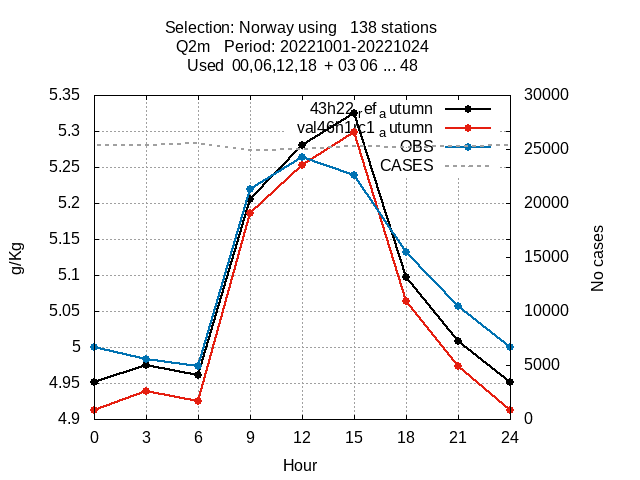 Selection: Norway using   138 stations
Q2m   Period: 20221001-20221024
Used  00,06,12,18  + 03 06 ... 48
5.35
5.3
5.25
5.2
5.15
5.1
5.05
5
4.95
4.9
g/Kg
43h22_ref_autumn
val46h1rc1_autumn
OBS
CASES
30000
25000
20000
15000
10000
5000
0
No cases
0 3 6 9 12 15 18 21 24
Hour